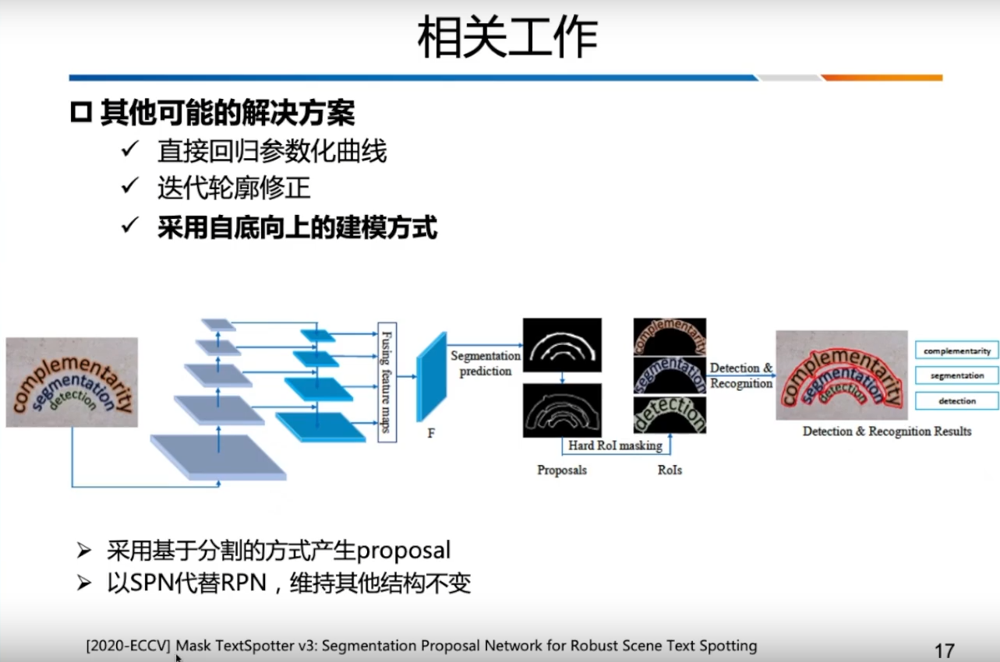 相关工作
其他可能的解决方案
直接回归参数化曲线
迭代轮廓修正
采用自底向上的建模方式
complementarity
segmentation
detection
Fusing feature maps
F
Segmentation
prediction
Hard RoI masking
Proposals
complementarity
segmentation
detection
RoIs
Detection &
Recognition
complementarity
segmentation
detection
Detection & Recognition Results
complementarity
segmentation
detection
采用基于分割的方式产生proposal
以SPN代替RPN，维持其他结构不变
[2020-ECCV] Mask TextSpotter v3: Segmentation Proposal Network for Robust Scene Text Spotting
17